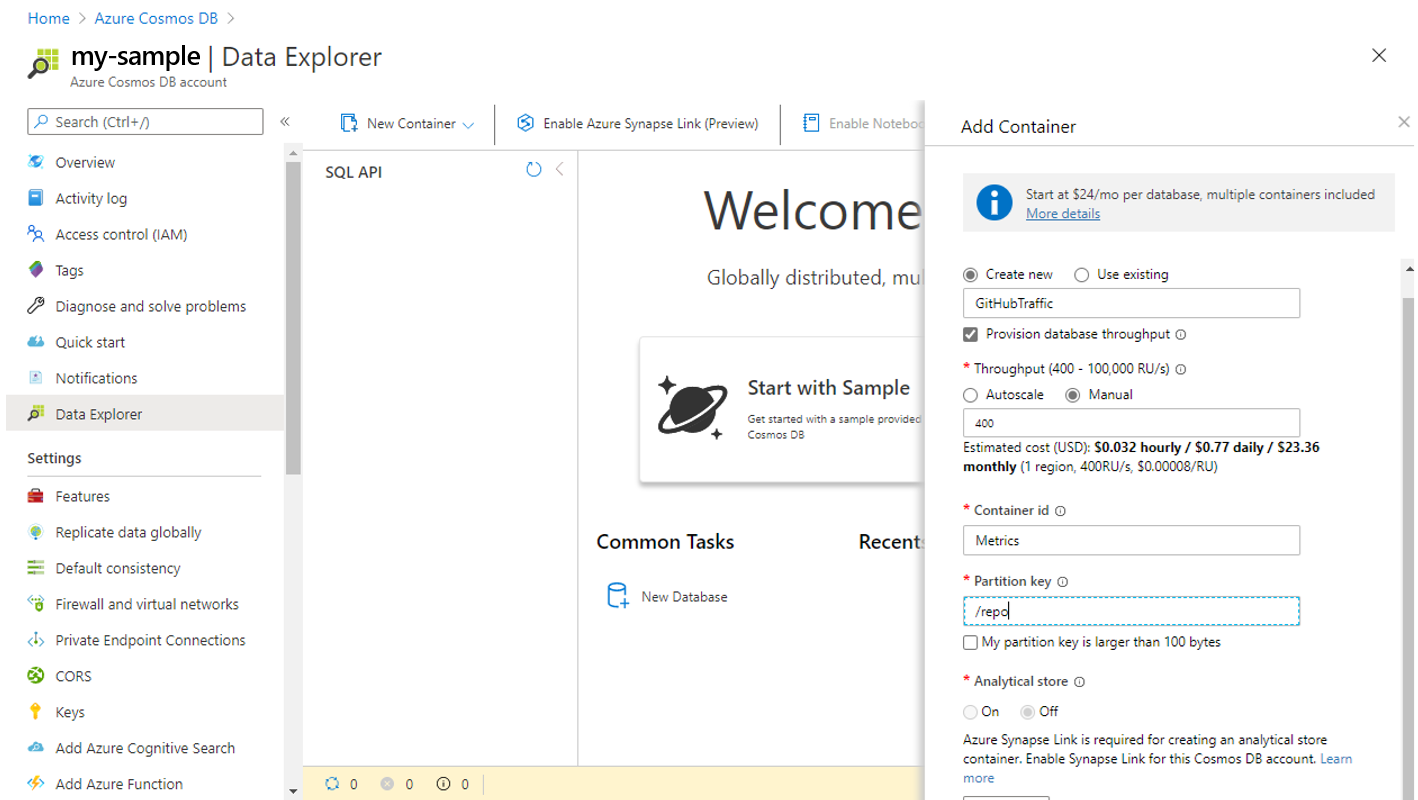 Home > Azure Cosmos DB >
my-sample | Data Explorer
Azure Cosmos DB account
Search (Ctrl+/)
«
Overview
Activity log
Access control (IAM)
Tags
Diagnose and solve problems
Quick start
Notifications
Data Explorer
Settings
Features
Replicate data globally
Default consistency
Firewall and virtual networks
Private Endpoint Connections
CORS
Keys
Add Azure Cognitive Search
Add Azure Function
New Container
Enable Azure Synapse Link (Preview)
Enable Noteboo
SQL API
Welcome
Globally distributed, mul
Start with Sample
Get started with a sample provided
Cosmos DB
Common Tasks
Recents
New Database
0 0 0
Add Container
Start at $24/mo per database, multiple containers included
More details
Create new Use existing
GitHubTraffic
Provision database throughput
* Throughput (400 - 100,000 RU/s)
Autoscale Manual
400
Estimated cost (USD): $0.032 hourly / $0.77 daily / $23.36
monthly (1 region, 400RU/s, $0.00008/RU)
* Container id
Metrics
* Partition key
/repo
My partition key is larger than 100 bytes
* Analytical store
On Off
Azure Synapse Link is required for creating an analytical store
container. Enable Synapse Link for this Cosmos DB account. Learn
more